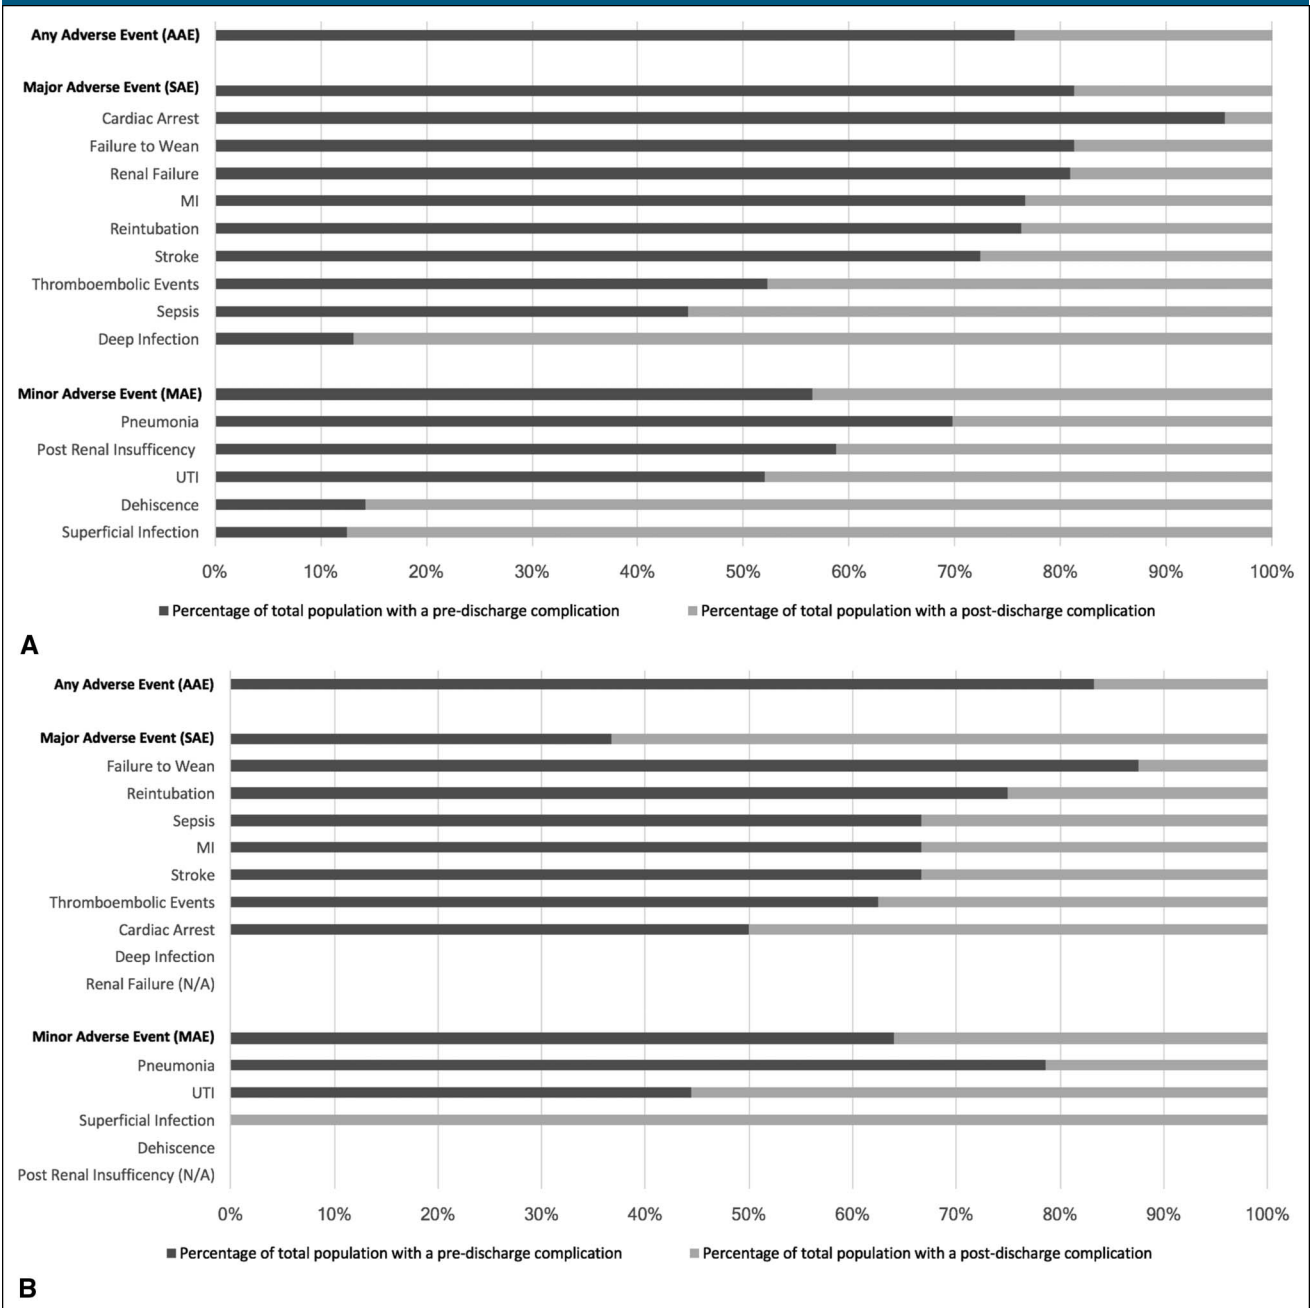 Any Adverse Event (AAE)
Major Adverse Event (SAE)
Cardiac Arrest
Failure to Wean
Renal Failure
MI
Reintubation
Stroke
Thromboembolic Events
Sepsis
Deep Infection
Minor Adverse Event (MAE)
Pneumonia
Post Renal Insufficency
UTI
Dehiscence
Superficial Infection
0% 10% 20% 30% 40% 50% 60% 70% 80% 90% 100%
Percentage of total population with a pre-discharge complication Percentage of total population with a post-discharge complication
A
Any Adverse Event (AAE)
Major Adverse Event (SAE)
Failure to Wean
Reintubation
Sepsis
MI
Stroke
Thromboembolic Events
Cardiac Arrest
Deep Infection
Renal Failure (N/A)
Minor Adverse Event (MAE)
Pneumonia
UTI
Superficial Infection
Dehiscence
Post Renal Insufficency (N/A)
0% 10% 20% 30% 40% 50% 60% 70% 80% 90% 100%
Percentage of total population with a pre-discharge complication Percentage of total population with a post-discharge complication
B